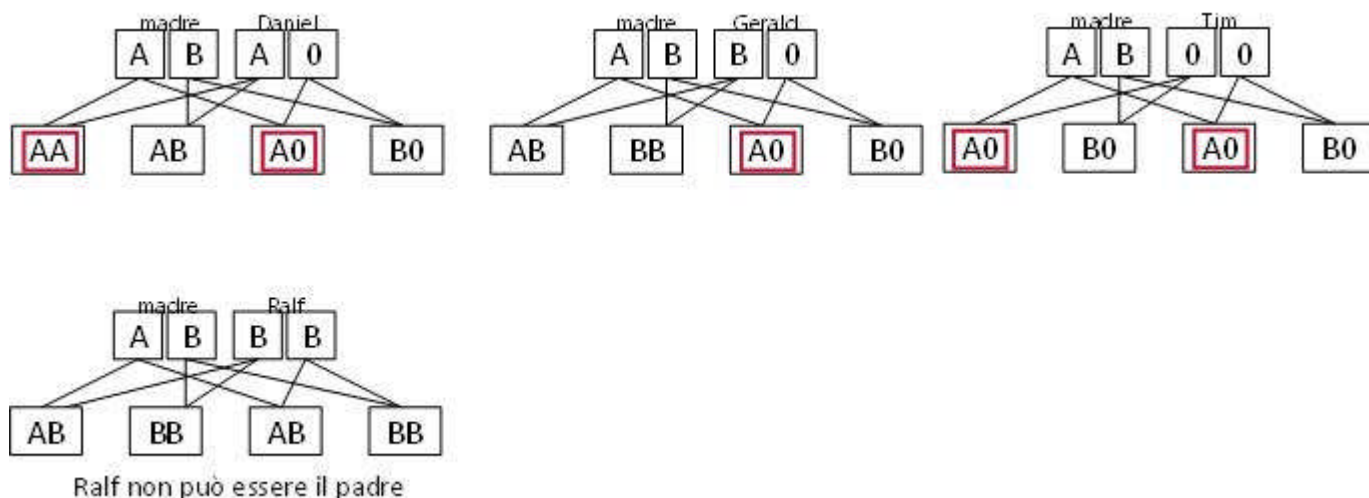 madre Daniel madre Gerald madre Tim
A B A 0 A B B 0 A B 0 0
AA AB A0 B0 AB BB A0 B0 A0 B0 A0 B0
madre Ralf
A B B B
AB BB AB BB
Ralf non può essere il padre